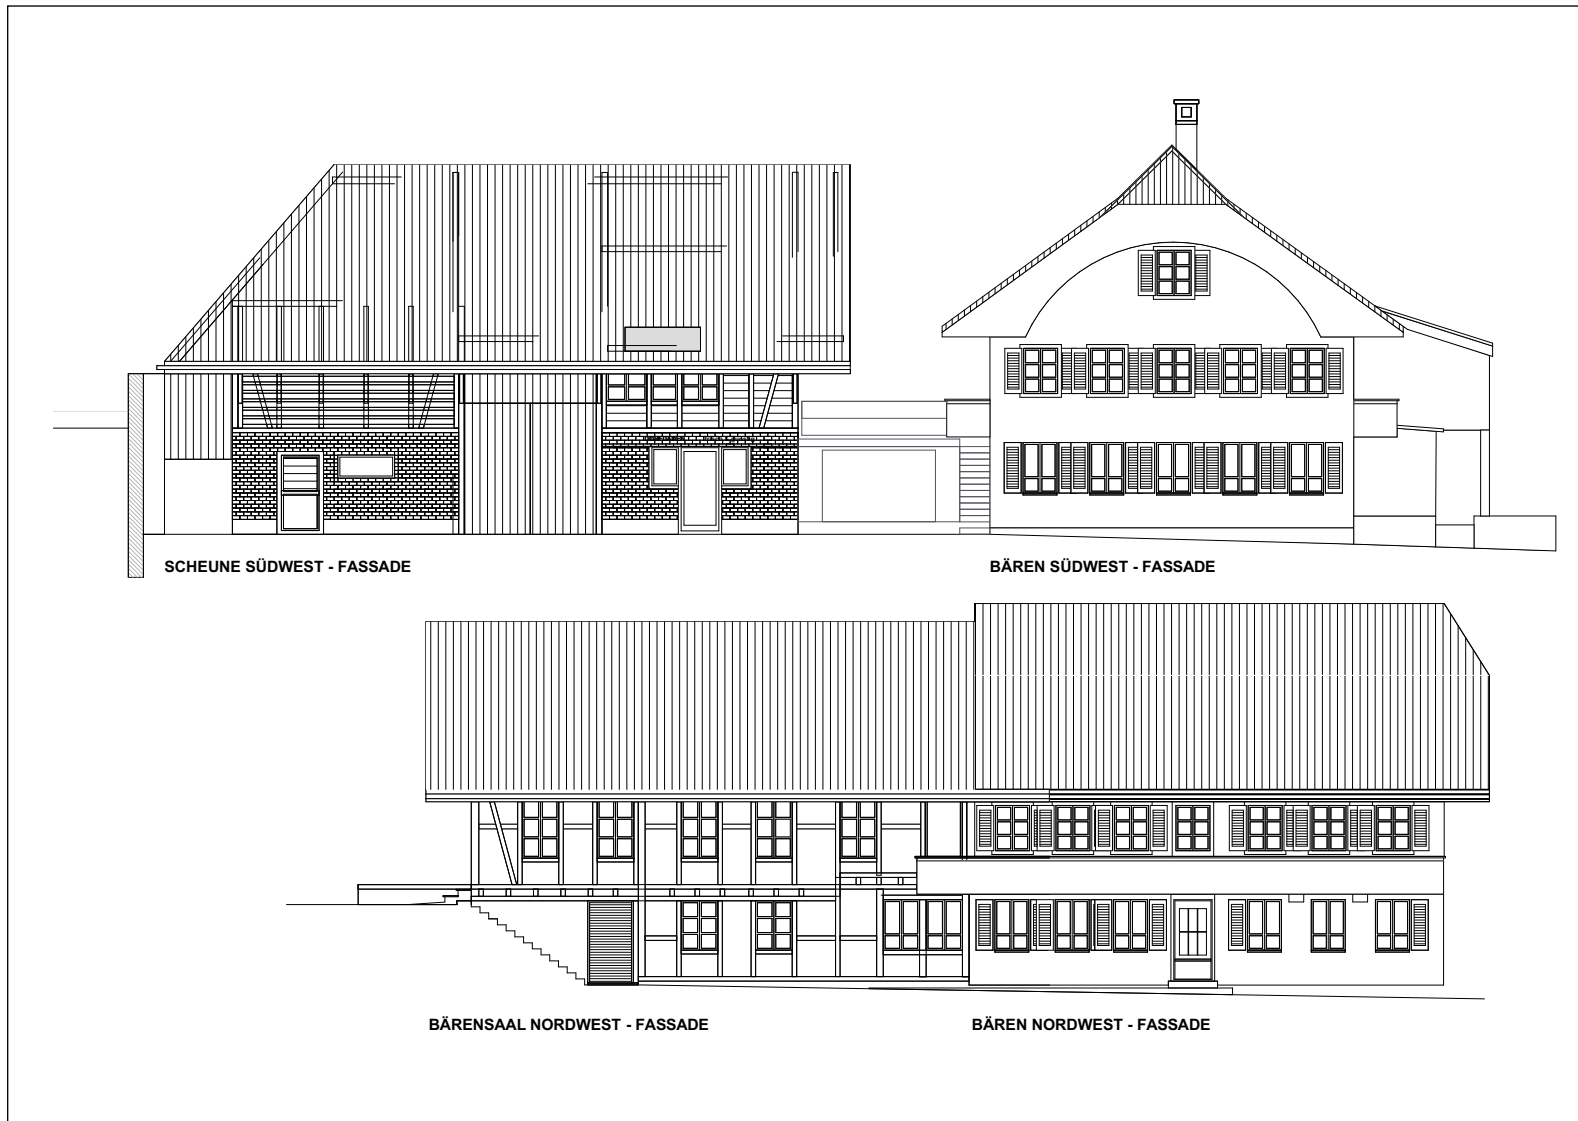 SCHEUNE SÜDWEST - FASSADE
BÄREN SÜDWEST - FASSADE
BÄRENSAAL NORDWEST - FASSADE
BÄREN NORDWEST - FASSADE